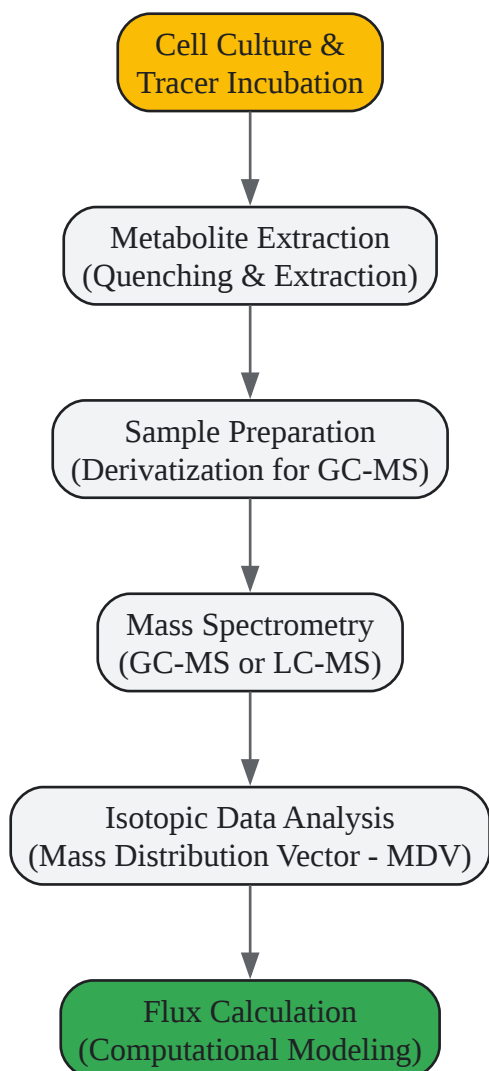 Cell Culture &
Tracer Incubation
Metabolite Extraction
(Quenching & Extraction)
Sample Preparation
(Derivatization for GC-MS)
Mass Spectrometry
(GC-MS or LC-MS)
Isotopic Data Analysis
(Mass Distribution Vector - MDV)
Flux Calculation
(Computational Modeling)